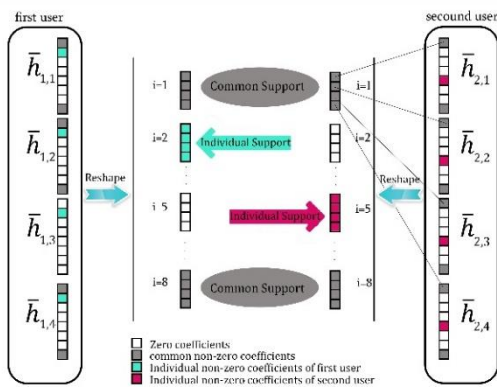 first user
secound user
h̄1,1
h̄1,2
h̄1,3
h̄1,4
Reshape
i=1
Common Support
i=1
i=2
Individual Support
i=2
i=5
Individual Support
i=5
i=8
Common Support
i=8
Reshape
h̄2,1
h̄2,2
h̄2,3
h̄2,4
Zero coefficients
common non-zero coefficients
Individual non-zero coefficients of first user
Individual non-zero coefficients of second user